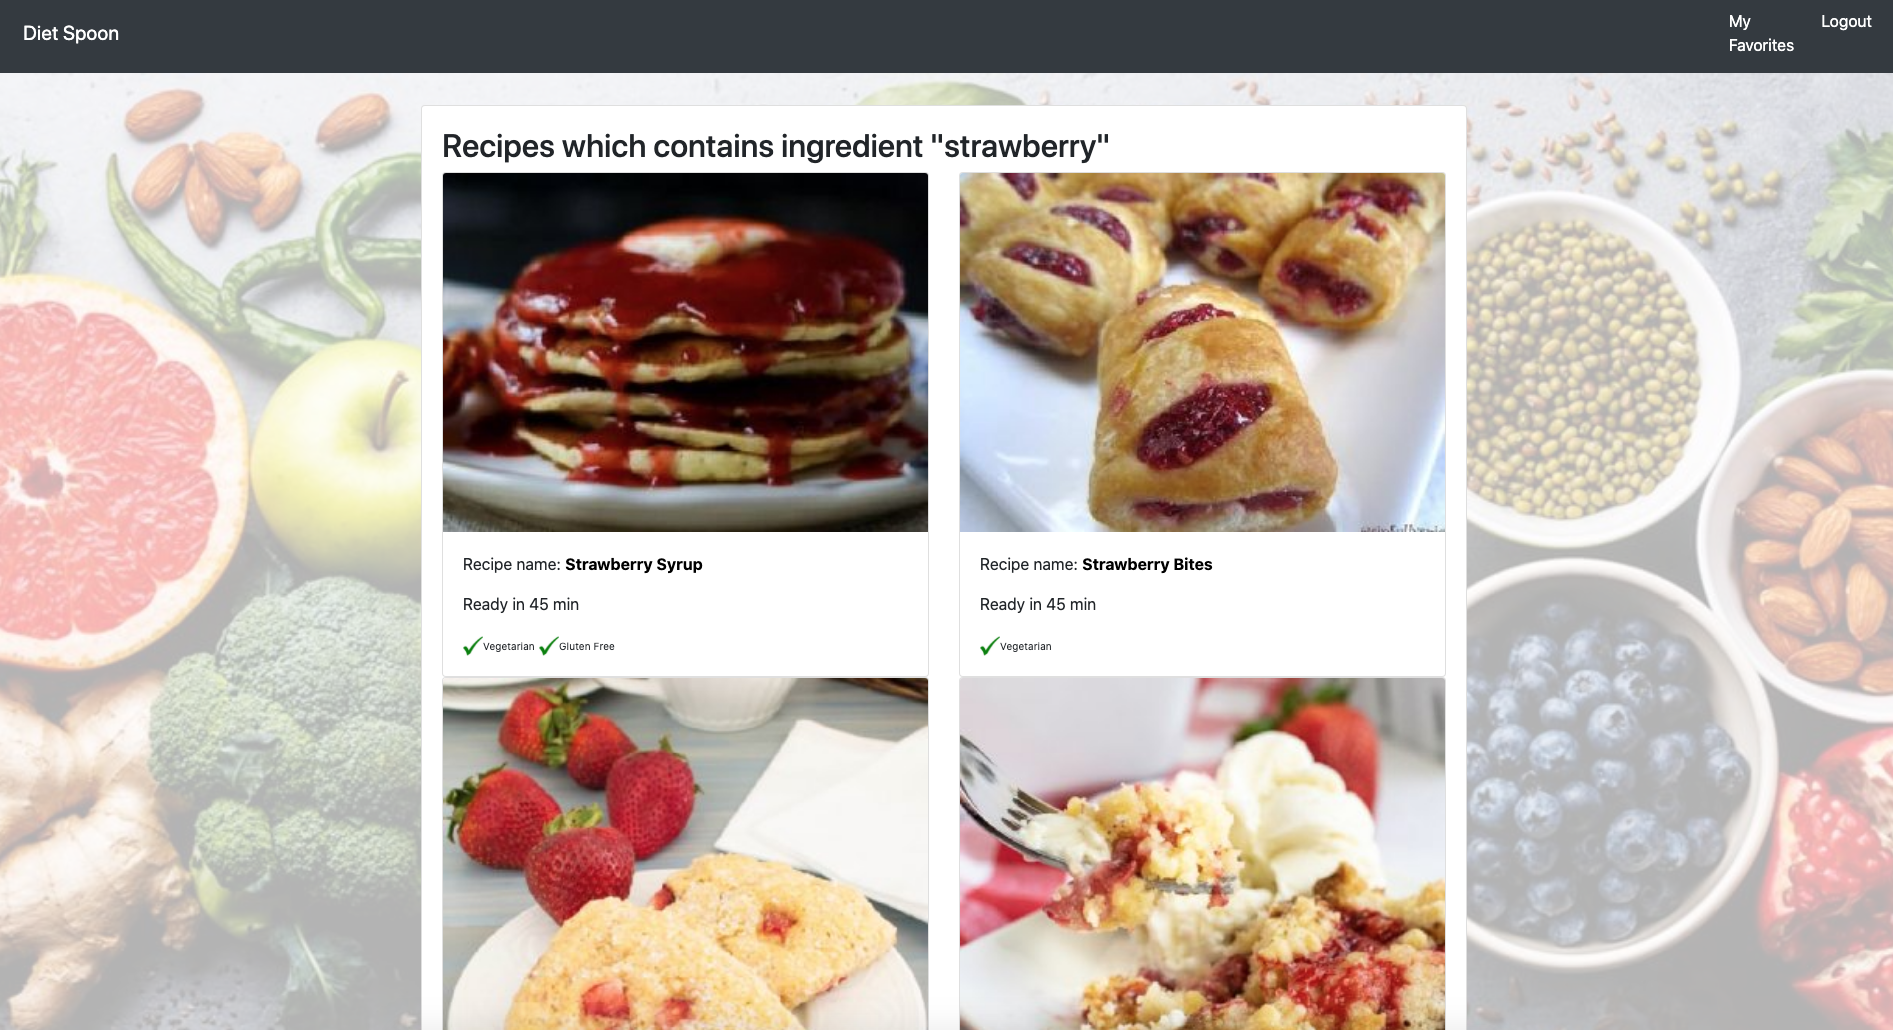 Diet Spoon
My
Favorites
Logout
Recipes which contains ingredient "strawberry"
Recipe name: Strawberry Syrup
Ready in 45 min
Vegetarian Gluten Free
Recipe name: Strawberry Bites
Ready in 45 min
Vegetarian